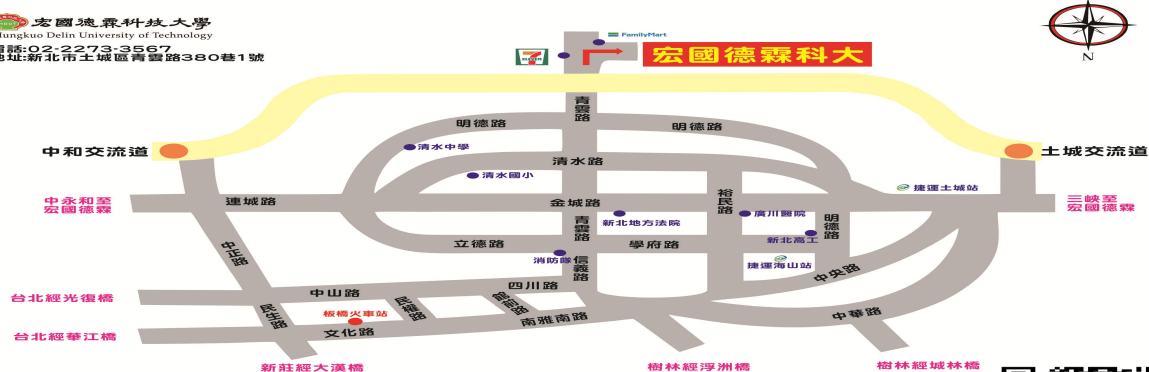 宏國德霖科技大學
Hungkuo Delin University of Technology
電話:02-2273-3567
地址:新北市土城區青雲路380巷1號
FamilyMart
7
ELEVEN
宏國德霖科大
N
青雲路
明德路
明德路
中和交流道
清水中學
土城交流道
清水路
清水國小
捷運土城站
中永和至
宏國德霖
連城路
金城路
裕民路
三峽至
宏國德霖
新北地方法院
廣川醫院
青雲路
明德路
中正路
立德路
學府路
新北高工
消防隊
信義路
捷運海山站
中央路
台北經光復橋
中山路
四川路
民生路
民權路
板橋火車站
南雅南路
中華路
台北經華江橋
文化路
新莊經大漢橋
樹林經浮洲橋
樹林經城林橋